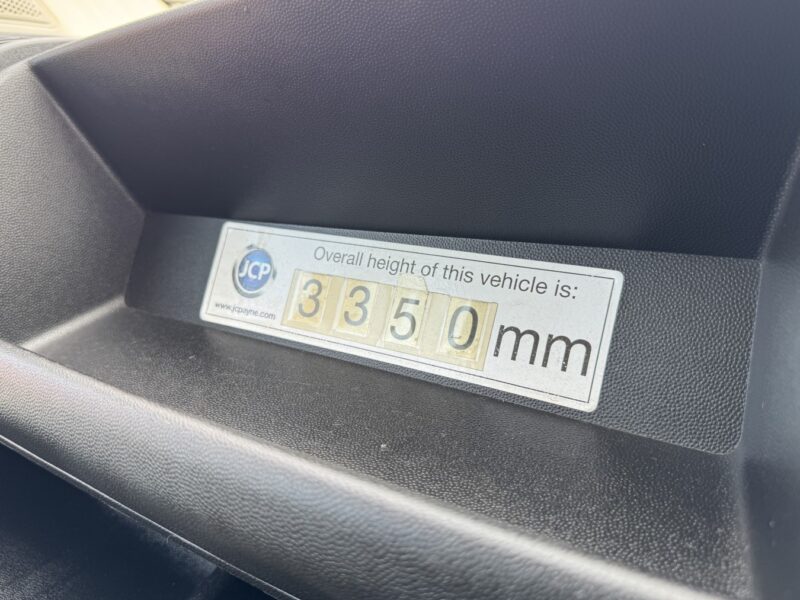 Overall height of this vehicle is:
JCP
www.jcpayne.com
3350mm